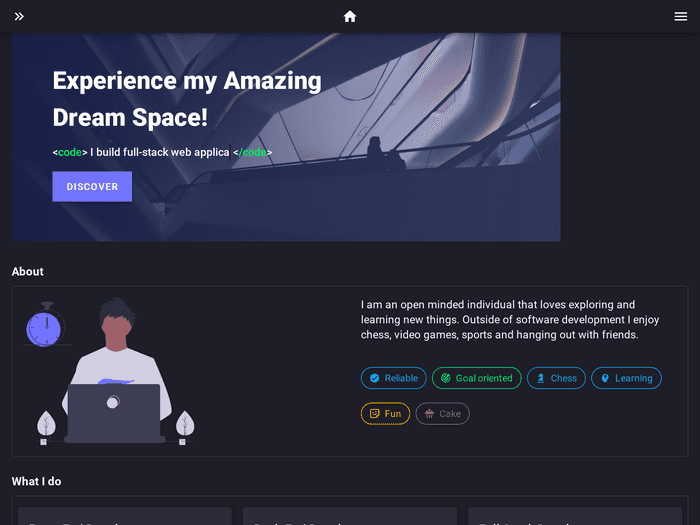 Experience my Amazing
Dream Space!
<code> I build full-stack web applica </code>
DISCOVER
About
I am an open minded individual that loves exploring and
learning new things. Outside of software development I enjoy
chess, video games, sports and hanging out with friends.
Reliable
Goal oriented
Chess
Learning
Fun
Cake
What I do